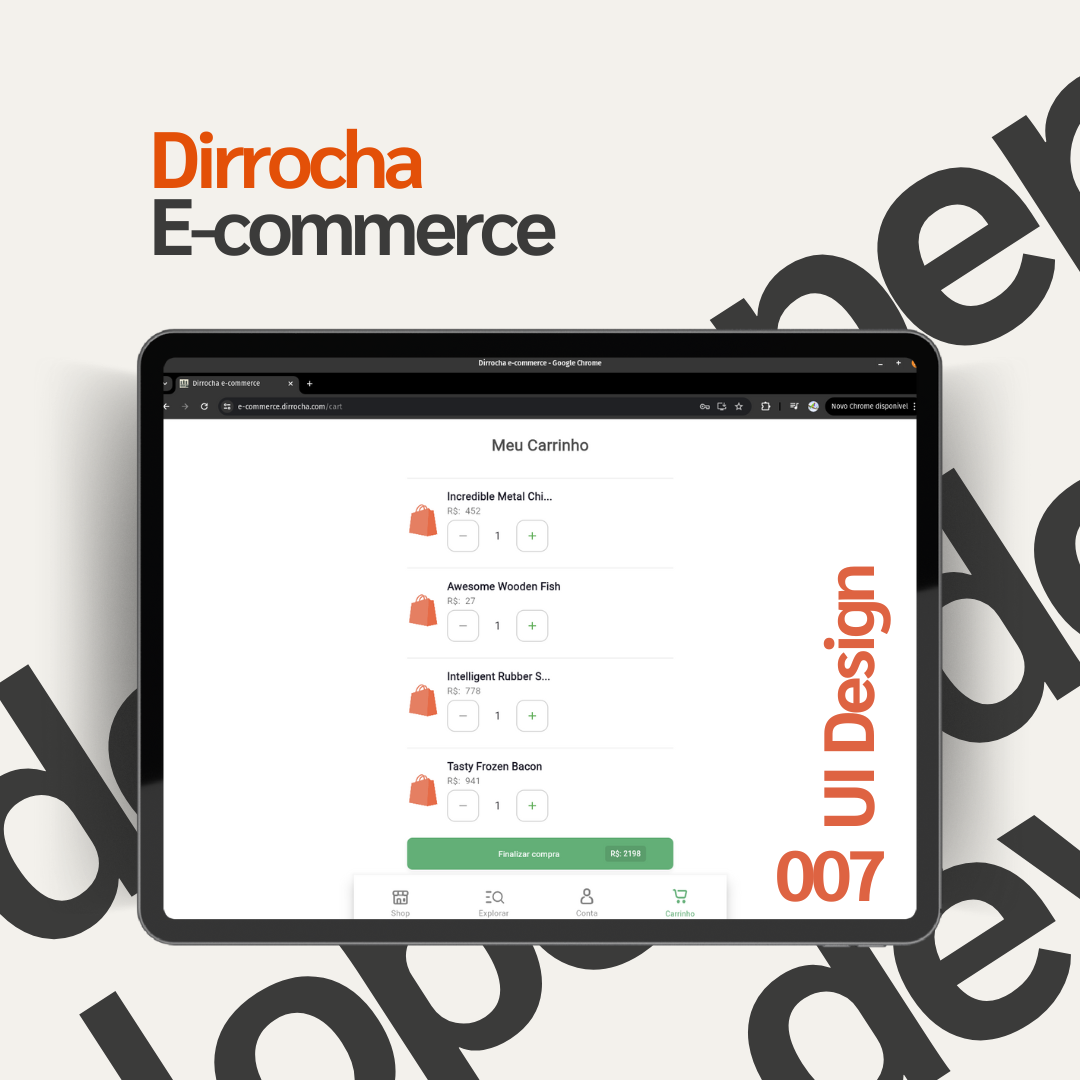 Dirrocha
E-commerce
Dirrocha e-commerce - Google Chrome
Dirrocha e-commerce
e-commerce.dirrocha.com/cart
Novo Chrome disponível
Meu Carrinho
Incredible Metal Chi...
R$: 452
− 1 +
Awesome Wooden Fish
R$: 27
− 1 +
Intelligent Rubber S...
R$: 778
− 1 +
Tasty Frozen Bacon
R$: 941
− 1 +
Finalizar compra R$: 2198
Shop Explorar Conta Carrinho
UI Design
007